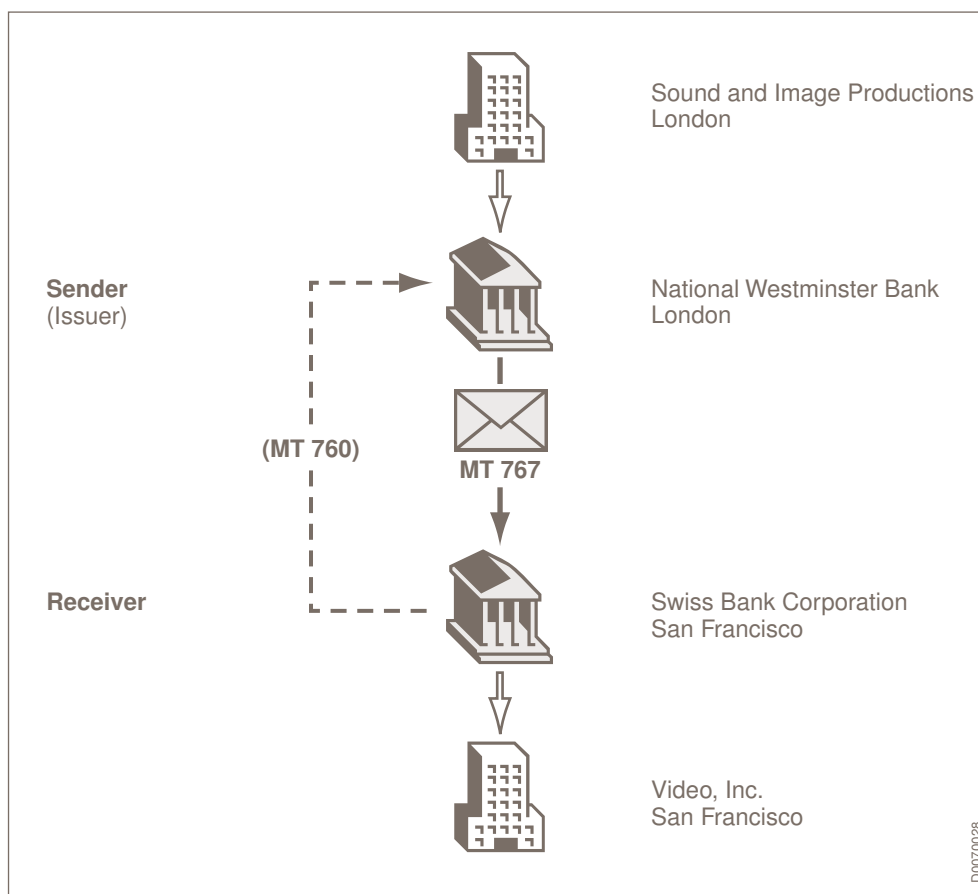 Sound and Image Productions
London
Sender
(Issuer)
National Westminster Bank
London
(MT 760)
MT 767
Receiver
Swiss Bank Corporation
San Francisco
Video, Inc.
San Francisco
D0070028